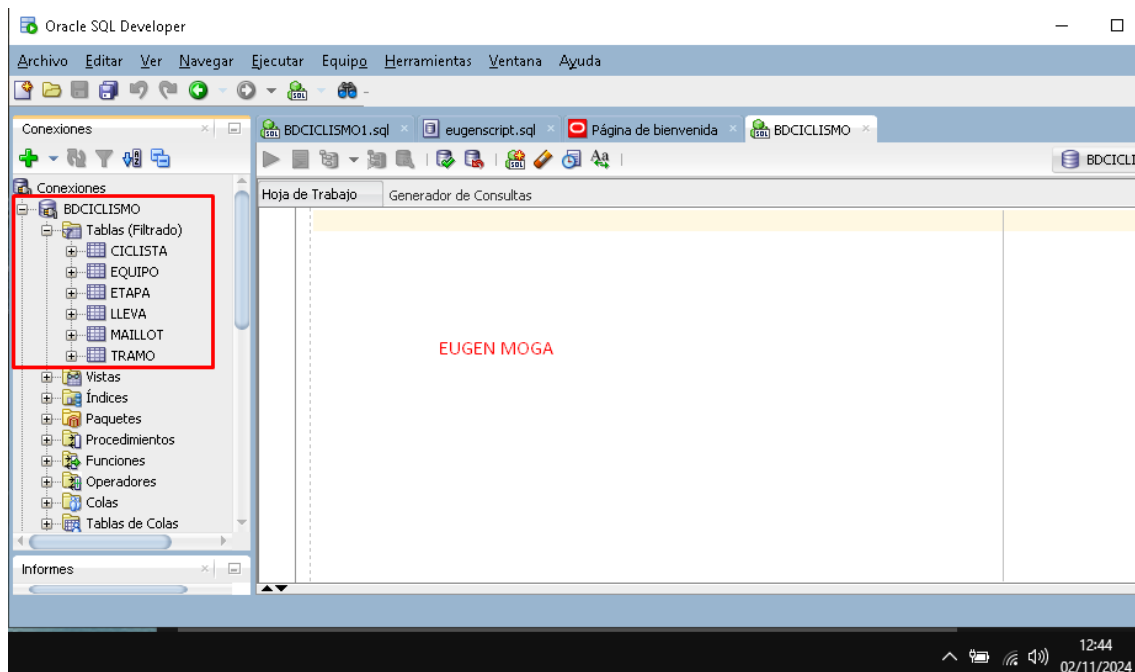 Oracle SQL Developer
Archivo Editar Ver Navegar Ejecutar Equipo Herramientas Ventana Ayuda
Conexiones
BDCICLISMO1.sql
eugenscript.sql
Página de bienvenida
BDCICLISMO
BDCICLI
Conexiones
BDCICLISMO
Tablas (Filtrado)
CICLISTA
EQUIPO
ETAPA
LLEVA
MAILLOT
TRAMO
Vistas
Índices
Paquetes
Procedimientos
Funciones
Operadores
Colas
Tablas de Colas
Informes
Hoja de Trabajo Generador de Consultas
EUGEN MOGA
12:44
02/11/2024